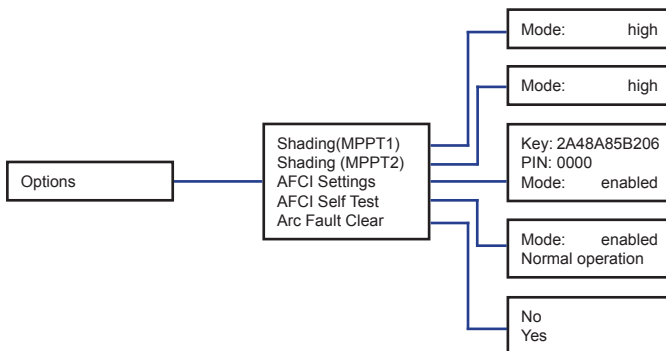 Options
Shading(MPPT1)
Shading (MPPT2)
AFCI Settings
AFCI Self Test
Arc Fault Clear
Mode: high
Mode: high
Key: 2A48A85B206
PIN: 0000
Mode: enabled
Mode: enabled
Normal operation
No
Yes